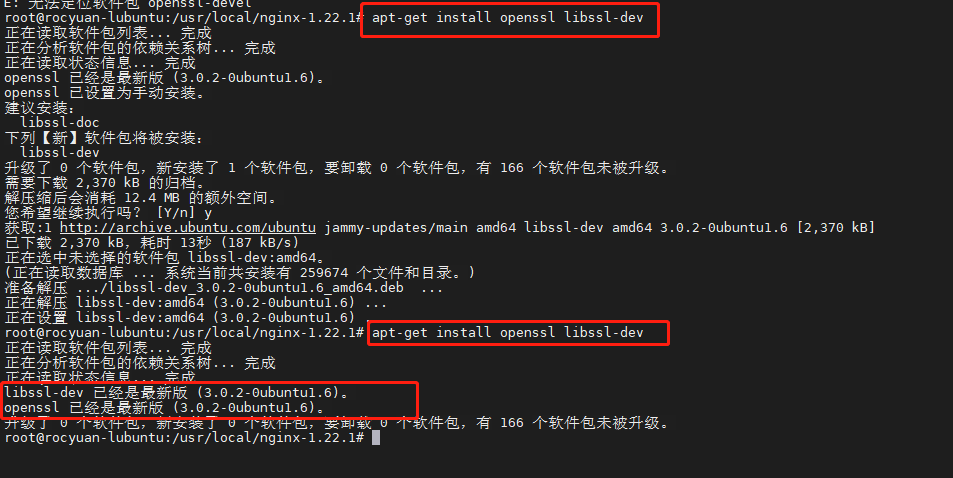 E: 无法定位软件包 openssl-devel
root@rocyuan-lubuntu:/usr/local/nginx-1.22.1# apt-get install openssl libssl-dev
正在读取软件包列表... 完成
正在分析软件包的依赖关系树... 完成
正在读取状态信息... 完成
openssl 已经是最新版 (3.0.2-0ubuntu1.6)。
openssl 已设置为手动安装。
建议安装：
  libssl-doc
下列【新】软件包将被安装：
  libssl-dev
升级了 0 个软件包，新安装了 1 个软件包，要卸载 0 个软件包，有 166 个软件包未被升级。
需要下载 2,370 kB 的归档。
解压缩后会消耗 12.4 MB 的额外空间。
您希望继续执行吗？ [Y/n] y
获取:1 http://archive.ubuntu.com/ubuntu jammy-updates/main amd64 libssl-dev amd64 3.0.2-0ubuntu1.6 [2,370 kB]
已下载 2,370 kB，耗时 13秒 (187 kB/s)
正在选中未选择的软件包 libssl-dev:amd64。
(正在读取数据库 ... 系统当前共安装有 259674 个文件和目录。)
准备解压 .../libssl-dev_3.0.2-0ubuntu1.6_amd64.deb  ...
正在解压 libssl-dev:amd64 (3.0.2-0ubuntu1.6) ...
正在设置 libssl-dev:amd64 (3.0.2-0ubuntu1.6) .
root@rocyuan-lubuntu:/usr/local/nginx-1.22.1# apt-get install openssl libssl-dev
正在读取软件包列表... 完成
正在分析软件包的依赖关系树... 完成
正在读取状态信息... 完成
libssl-dev 已经是最新版 (3.0.2-0ubuntu1.6)。
openssl 已经是最新版 (3.0.2-0ubuntu1.6)。
升级了 0 个软件包，新安装了 0 个软件包，要卸载 0 个软件包，有 166 个软件包未被升级。
root@rocyuan-lubuntu:/usr/local/nginx-1.22.1#